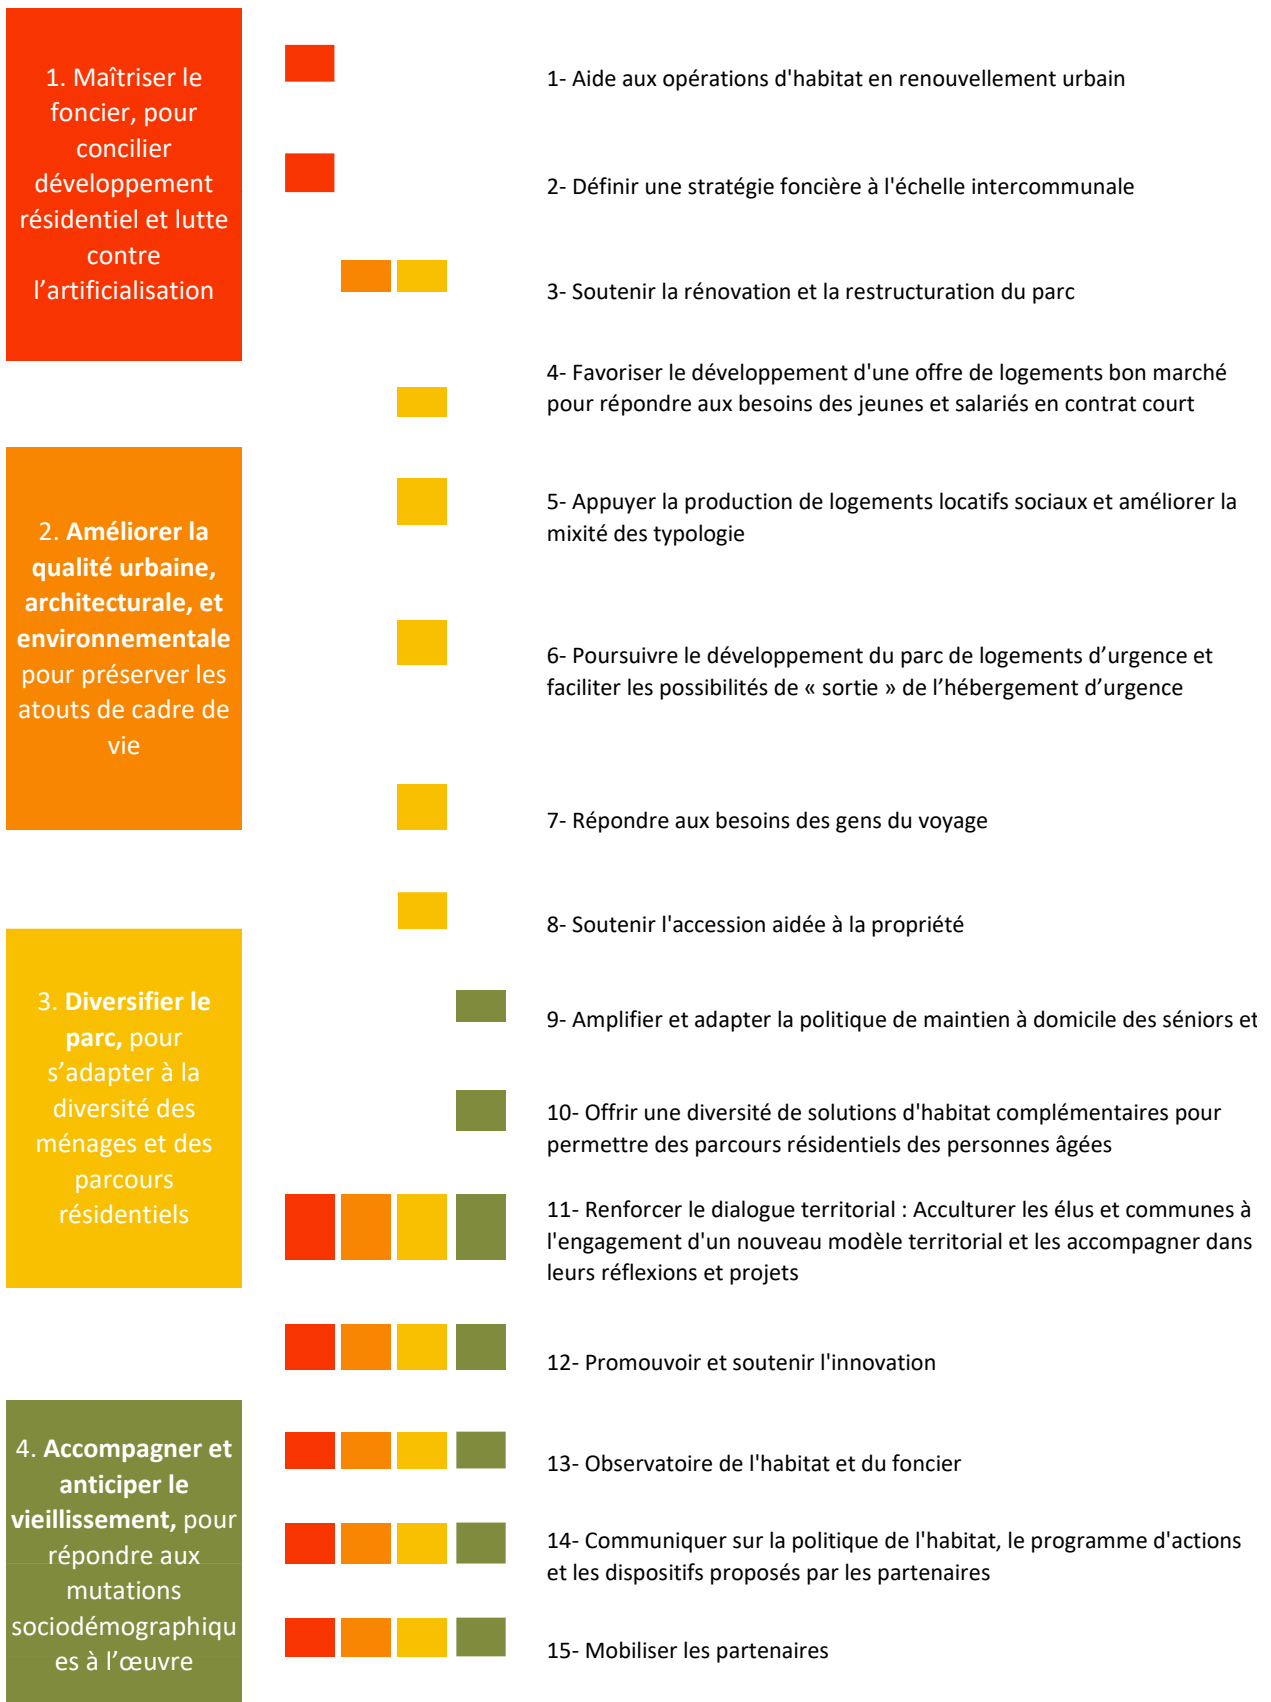 1. Maîtriser le
foncier, pour
concilier
développement
résidentiel et lutte
contre
l’artificialisation
2. Améliorer la
qualité urbaine,
architecturale, et
environnementale
pour préserver les
atouts de cadre de
vie
3. Diversifier le
parc, pour
s’adapter à la
diversité des
ménages et des
parcours
résidentiels
4. Accompagner et
anticiper le
vieillissement, pour
répondre aux
mutations
sociodémographiqu
es à l’œuvre
1- Aide aux opérations d'habitat en renouvellement urbain
2- Définir une stratégie foncière à l'échelle intercommunale
3- Soutenir la rénovation et la restructuration du parc
4- Favoriser le développement d'une offre de logements bon marché
pour répondre aux besoins des jeunes et salariés en contrat court
5- Appuyer la production de logements locatifs sociaux et améliorer la
mixité des typologie
6- Poursuivre le développement du parc de logements d’urgence et
faciliter les possibilités de « sortie » de l’hébergement d’urgence
7- Répondre aux besoins des gens du voyage
8- Soutenir l'accession aidée à la propriété
9- Amplifier et adapter la politique de maintien à domicile des séniors et
10- Offrir une diversité de solutions d'habitat complémentaires pour
permettre des parcours résidentiels des personnes âgées
11- Renforcer le dialogue territorial : Acculturer les élus et communes à
l'engagement d'un nouveau modèle territorial et les accompagner dans
leurs réflexions et projets
12- Promouvoir et soutenir l'innovation
13- Observatoire de l'habitat et du foncier
14- Communiquer sur la politique de l'habitat, le programme d'actions
et les dispositifs proposés par les partenaires
15- Mobiliser les partenaires